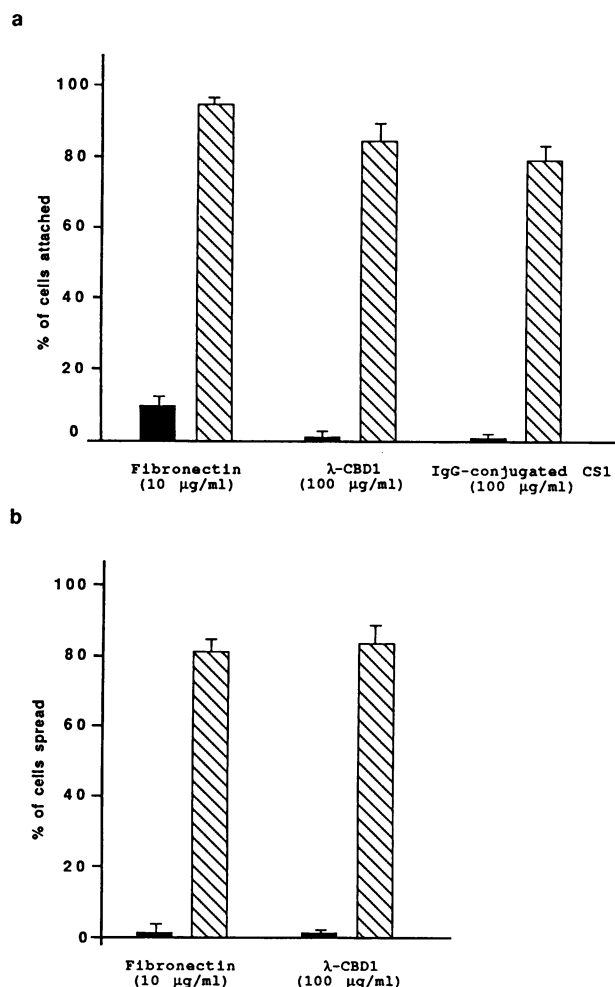 a
100
80
60
40
20
0
% of cells attached
Fibronectin λ-CBD1 IgG-conjugated CS1
(10 µg/ml) (100 µg/ml) (100 µg/ml)
b
100
80
60
40
20
0
% of cells spread
Fibronectin λ-CBD1
(10 µg/ml) (100 µg/ml)